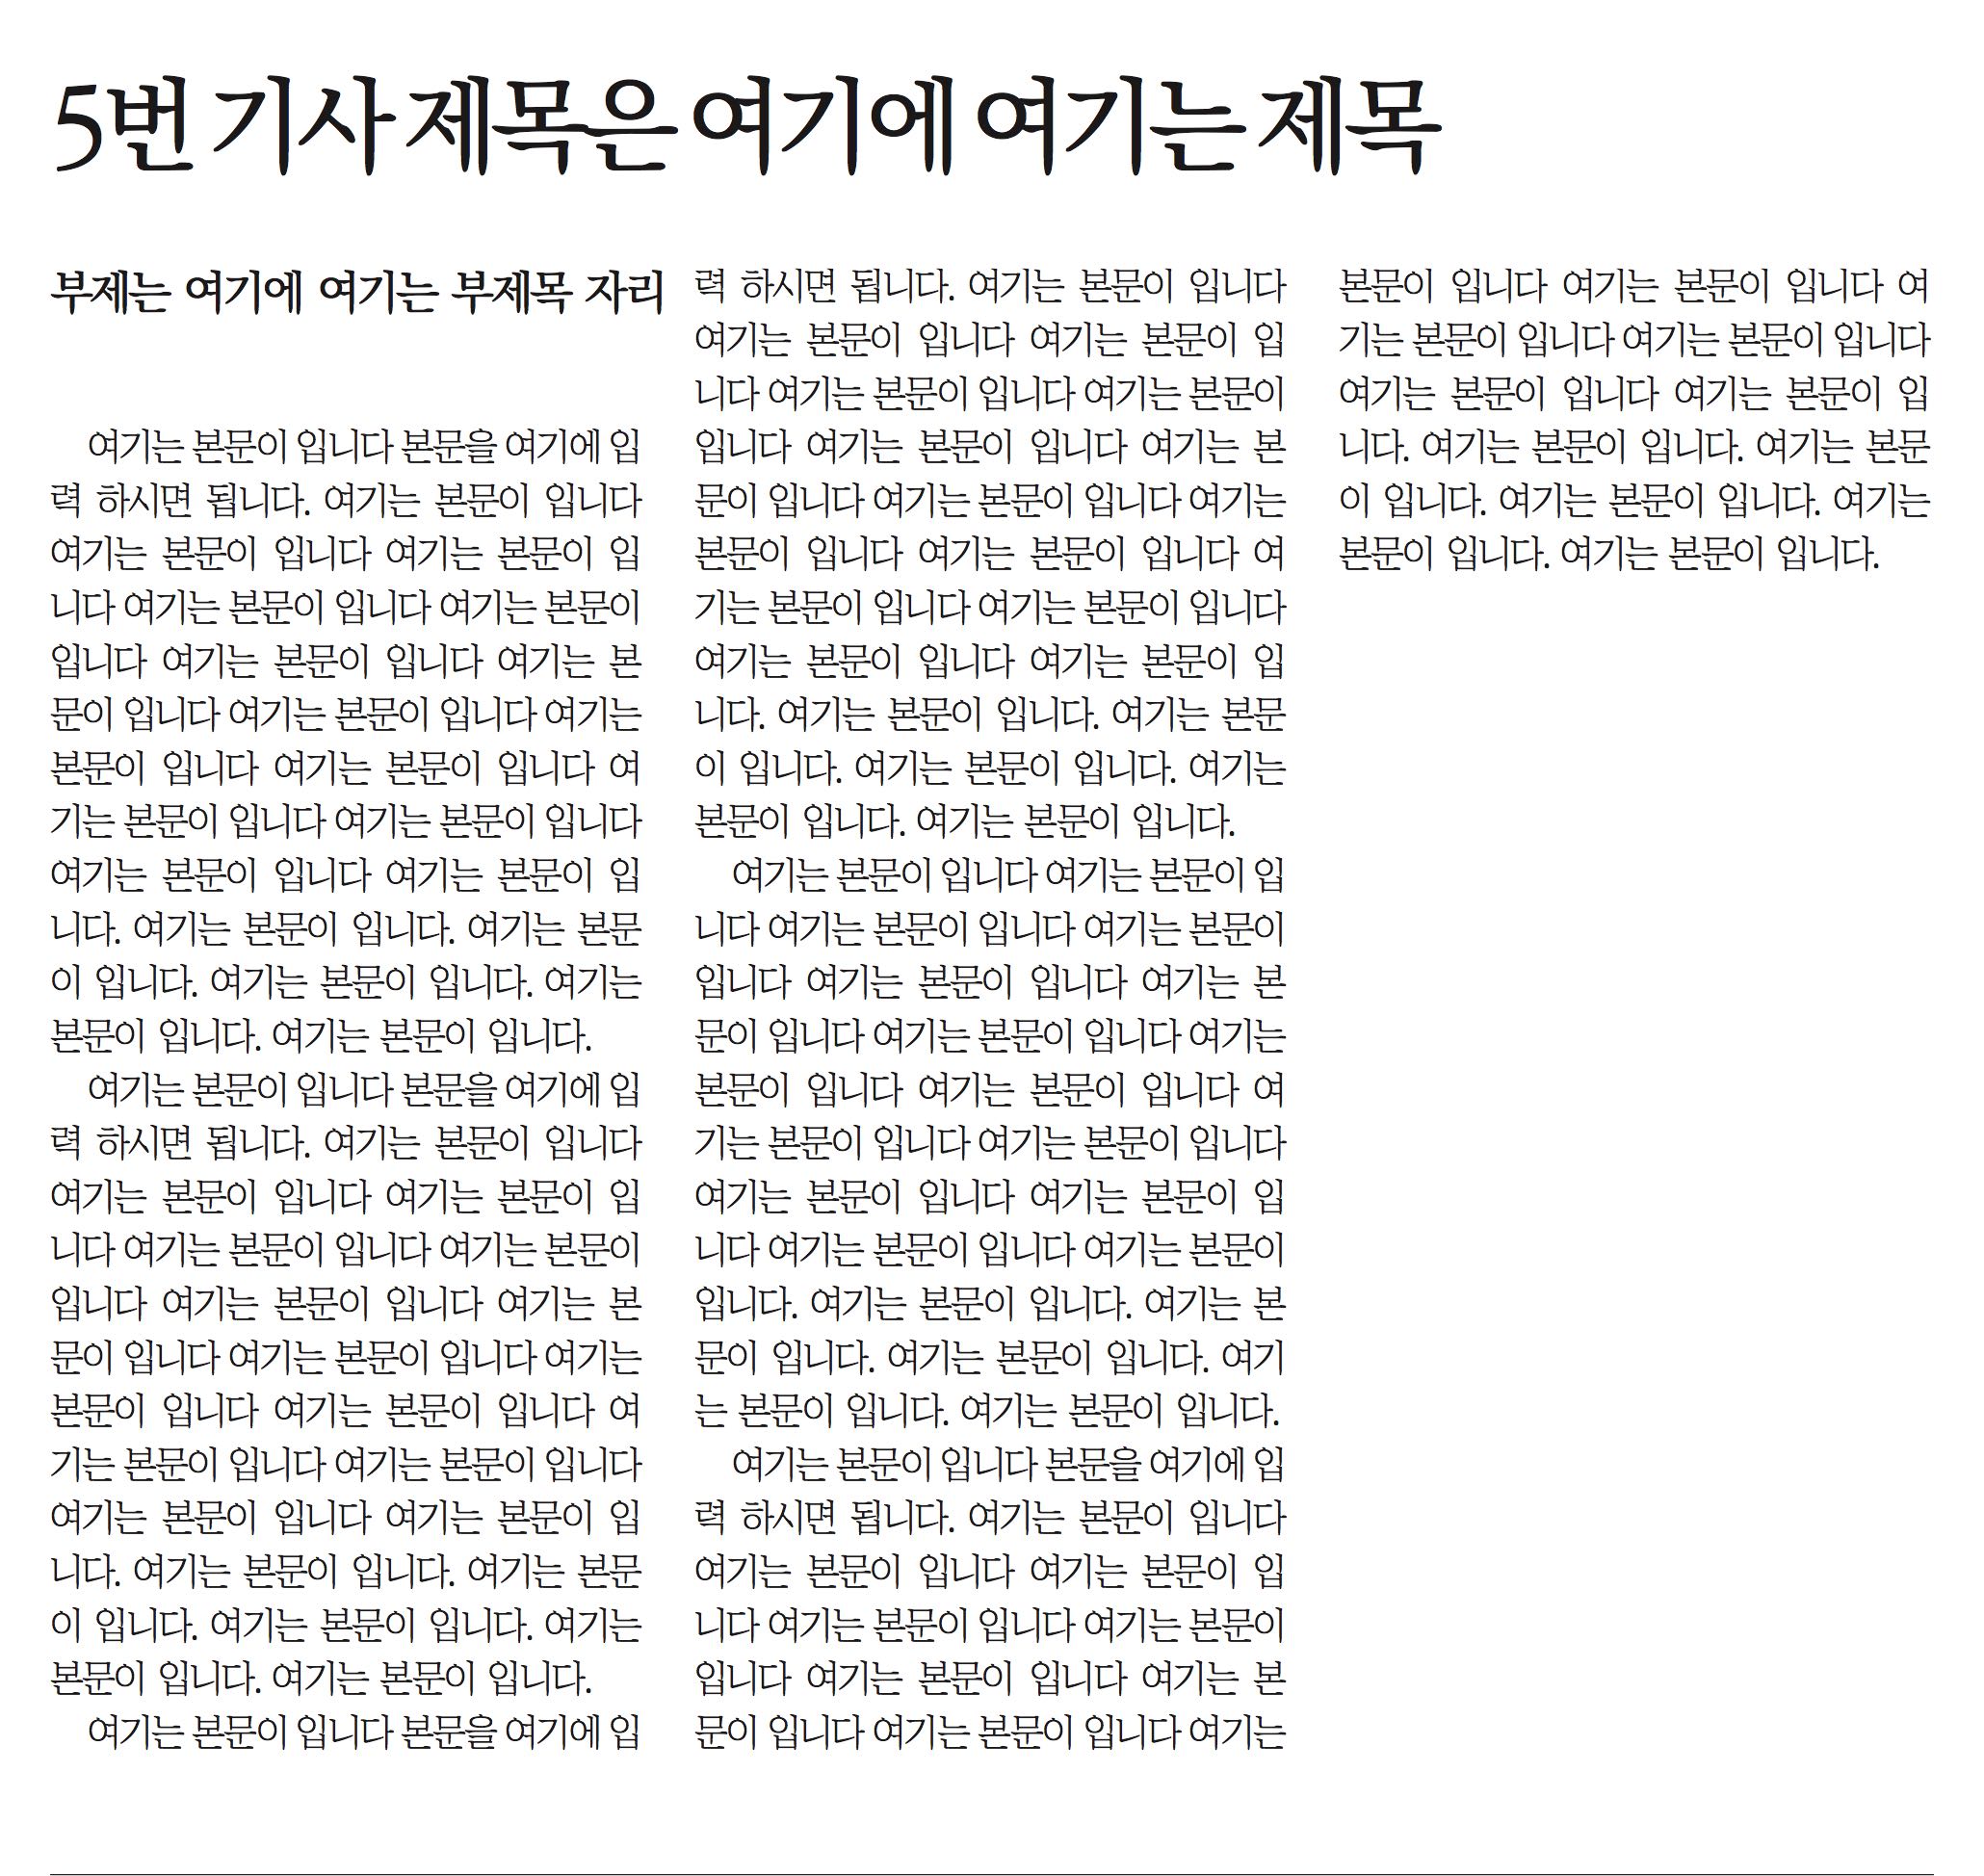 5번 기사 제목은 여기에 여기는 제목
부제는 여기에 여기는 부제목 자리
여기는 본문이 입니다 본문을 여기에 입
력 하시면 됩니다. 여기는 본문이 입니다
여기는 본문이 입니다 여기는 본문이 입
니다 여기는 본문이 입니다 여기는 본문이
입니다 여기는 본문이 입니다 여기는 본
문이 입니다 여기는 본문이 입니다 여기는
본문이 입니다 여기는 본문이 입니다 여
기는 본문이 입니다 여기는 본문이 입니다
여기는 본문이 입니다 여기는 본문이 입
니다. 여기는 본문이 입니다. 여기는 본문
이 입니다. 여기는 본문이 입니다. 여기는
본문이 입니다. 여기는 본문이 입니다.
여기는 본문이 입니다 본문을 여기에 입
력 하시면 됩니다. 여기는 본문이 입니다
여기는 본문이 입니다 여기는 본문이 입
니다 여기는 본문이 입니다 여기는 본문이
입니다 여기는 본문이 입니다 여기는 본
문이 입니다 여기는 본문이 입니다 여기는
본문이 입니다 여기는 본문이 입니다 여
기는 본문이 입니다 여기는 본문이 입니다
여기는 본문이 입니다 여기는 본문이 입
니다. 여기는 본문이 입니다. 여기는 본문
이 입니다. 여기는 본문이 입니다. 여기는
본문이 입니다. 여기는 본문이 입니다.
여기는 본문이 입니다 본문을 여기에 입
력 하시면 됩니다. 여기는 본문이 입니다
여기는 본문이 입니다 여기는 본문이 입
니다 여기는 본문이 입니다 여기는 본문이
입니다 여기는 본문이 입니다 여기는 본
문이 입니다 여기는 본문이 입니다 여기는
본문이 입니다 여기는 본문이 입니다 여
기는 본문이 입니다 여기는 본문이 입니다
여기는 본문이 입니다 여기는 본문이 입
니다. 여기는 본문이 입니다. 여기는 본문
이 입니다. 여기는 본문이 입니다. 여기는
본문이 입니다. 여기는 본문이 입니다.
여기는 본문이 입니다 여기는 본문이 입
니다 여기는 본문이 입니다 여기는 본문이
입니다 여기는 본문이 입니다 여기는 본
문이 입니다 여기는 본문이 입니다 여기는
본문이 입니다 여기는 본문이 입니다 여
기는 본문이 입니다 여기는 본문이 입니다
여기는 본문이 입니다 여기는 본문이 입
니다 여기는 본문이 입니다 여기는 본문이
입니다. 여기는 본문이 입니다. 여기는 본
문이 입니다. 여기는 본문이 입니다. 여기
는 본문이 입니다. 여기는 본문이 입니다.
여기는 본문이 입니다 본문을 여기에 입
력 하시면 됩니다. 여기는 본문이 입니다
여기는 본문이 입니다 여기는 본문이 입
니다 여기는 본문이 입니다 여기는 본문이
입니다 여기는 본문이 입니다 여기는 본
문이 입니다 여기는 본문이 입니다 여기는
본문이 입니다 여기는 본문이 입니다 여
기는 본문이 입니다 여기는 본문이 입니다
여기는 본문이 입니다 여기는 본문이 입
니다. 여기는 본문이 입니다. 여기는 본문
이 입니다. 여기는 본문이 입니다. 여기는
본문이 입니다. 여기는 본문이 입니다.